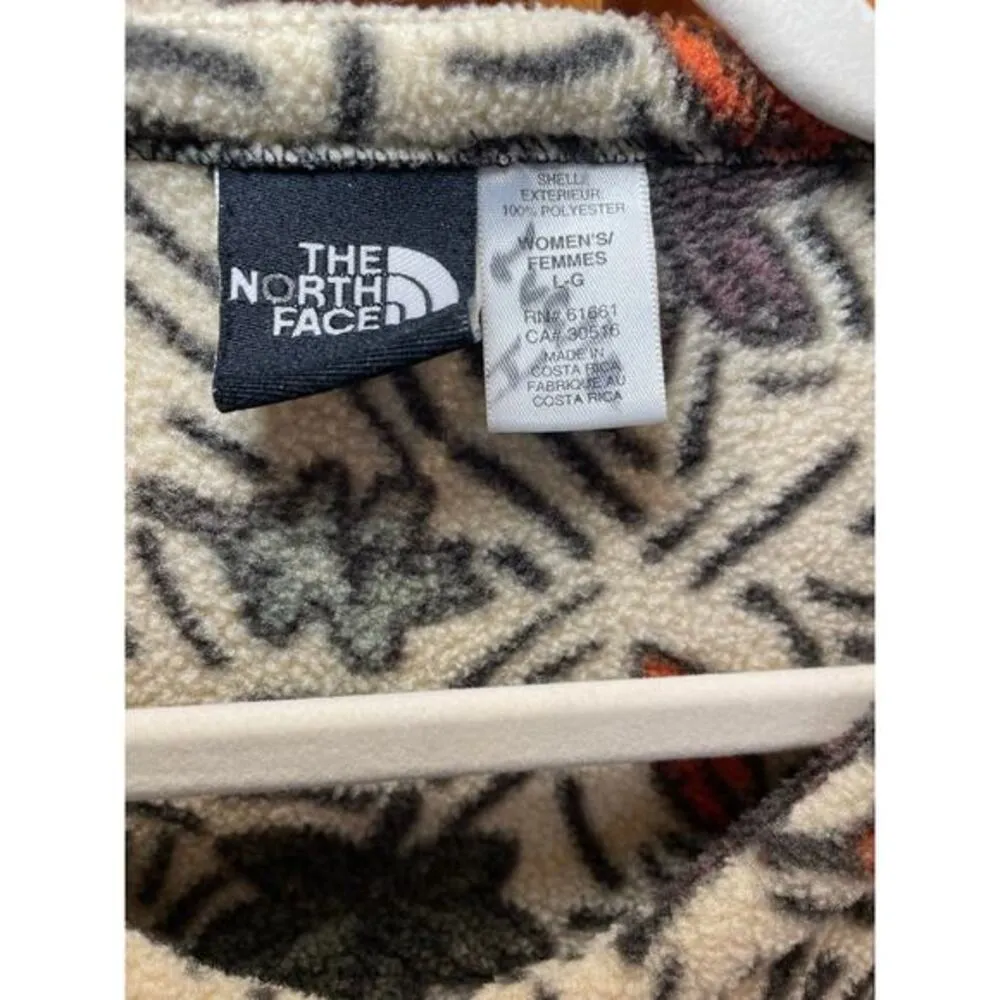 THE
NORTH
FACE
SHELL:
EXTERIEUR:
100% POLYESTER
WOMEN'S/
FEMMES
L-G
RN# 61661
CA# 30516
MADE IN
COSTA RICA
FABRIQUE AU
COSTA RICA